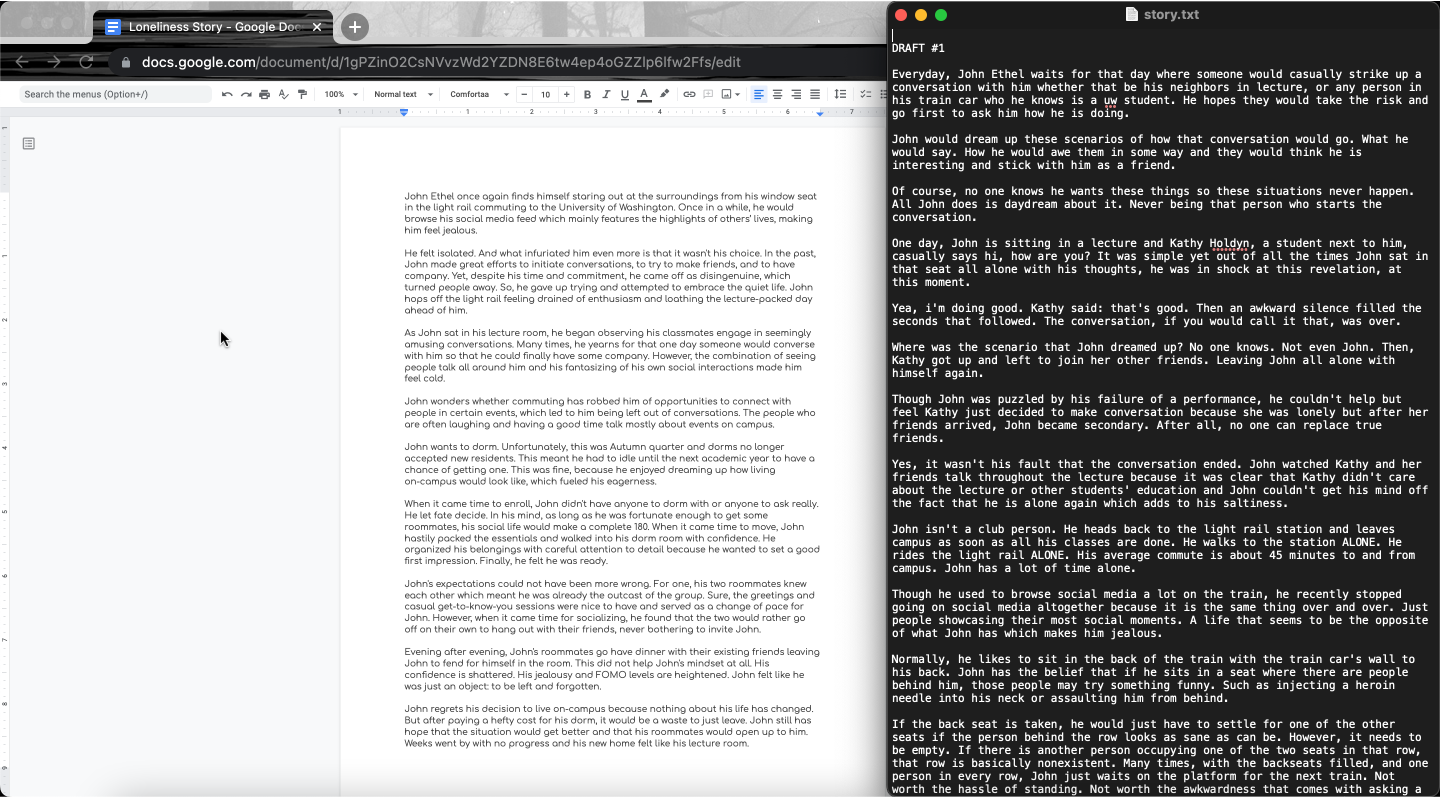 Loneliness Story - Google Doc
docs.google.com/document/d/1gPZinO2CsNVvzWd2YZDN8E6tw4ep4oGZZlp6lfw2Ffs/edit
Search the menus (Option+/)
100%
Normal text
Comfortaa
10
B I U A
1 1 2 3 4 5 6 7
John Ethel once again finds himself staring out at the surroundings from his window seat
in the light rail commuting to the University of Washington. Once in a while, he would
browse his social media feed which mainly features the highlights of others' lives, making
him feel jealous.
He felt isolated. And what infuriated him even more is that it wasn't his choice. In the past,
John made great efforts to initiate conversations, to try to make friends, and to have
company. Yet, despite his time and commitment, he came off as disingenuine, which
turned people away. So, he gave up trying and attempted to embrace the quiet life. John
hops off the light rail feeling drained of enthusiasm and loathing the lecture-packed day
ahead of him.
As John sat in his lecture room, he began observing his classmates engage in seemingly
amusing conversations. Many times, he yearns for that one day someone would converse
with him so that he could finally have some company. However, the combination of seeing
people talk all around him and his fantasizing of his own social interactions made him
feel cold.
John wonders whether commuting has robbed him of opportunities to connect with
people in certain events, which led to him being left out of conversations. The people who
are often laughing and having a good time talk mostly about events on campus.
John wants to dorm. Unfortunately, this was Autumn quarter and dorms no longer
accepted new residents. This meant he had to idle until the next academic year to have a
chance of getting one. This was fine, because he enjoyed dreaming up how living
on-campus would look like, which fueled his eagerness.
When it came time to enroll, John didn't have anyone to dorm with or anyone to ask really.
He let fate decide. In his mind, as long as he was fortunate enough to get some
roommates, his social life would make a complete 180. When it came time to move, John
hastily packed the essentials and walked into his dorm room with confidence. He
organized his belongings with careful attention to detail because he wanted to set a good
first impression. Finally, he felt he was ready.
John's expectations could not have been more wrong. For one, his two roommates knew
each other which meant he was already the outcast of the group. Sure, the greetings and
casual get-to-know-you sessions were nice to have and served as a change of pace for
John. However, when it came time for socializing, he found that the two would rather go
off on their own to hang out with their friends, never bothering to invite John.
Evening after evening, John's roommates go have dinner with their existing friends leaving
John to fend for himself in the room. This did not help John's mindset at all. His
confidence is shattered. His jealousy and FOMO levels are heightened. John felt like he
was just an object: to be left and forgotten.
John regrets his decision to live on-campus because nothing about his life has changed.
But after paying a hefty cost for his dorm, it would be a waste to just leave. John still has
hope that the situation would get better and that his roommates would open up to him.
Weeks went by with no progress and his new home felt like his lecture room.
story.txt
DRAFT #1
Everyday, John Ethel waits for that day where someone would casually strike up a
conversation with him whether that be his neighbors in lecture, or any person in
his train car who he knows is a uw student. He hopes they would take the risk and
go first to ask him how he is doing.
John would dream up these scenarios of how that conversation would go. What he
would say. How he would awe them in some way and they would think he is
interesting and stick with him as a friend.
Of course, no one knows he wants these things so these situations never happen.
All John does is daydream about it. Never being that person who starts the
conversation.
One day, John is sitting in a lecture and Kathy Holdyn, a student next to him,
casually says hi, how are you? It was simple yet out of all the times John sat in
that seat all alone with his thoughts, he was in shock at this revelation, at
this moment.
Yea, i'm doing good. Kathy said: that's good. Then an awkward silence filled the
seconds that followed. The conversation, if you would call it that, was over.
Where was the scenario that John dreamed up? No one knows. Not even John. Then,
Kathy got up and left to join her other friends. Leaving John all alone with
himself again.
Though John was puzzled by his failure of a performance, he couldn't help but
feel Kathy just decided to make conversation because she was lonely but after her
friends arrived, John became secondary. After all, no one can replace true
friends.
Yes, it wasn't his fault that the conversation ended. John watched Kathy and her
friends talk throughout the lecture because it was clear that Kathy didn't care
about the lecture or other students' education and John couldn't get his mind off
the fact that he is alone again which adds to his saltiness.
John isn't a club person. He heads back to the light rail station and leaves
campus as soon as all his classes are done. He walks to the station ALONE. He
rides the light rail ALONE. His average commute is about 45 minutes to and from
campus. John has a lot of time alone.
Though he used to browse social media a lot on the train, he recently stopped
going on social media altogether because it is the same thing over and over. Just
people showcasing their most social moments. A life that seems to be the opposite
of what John has which makes him jealous.
Normally, he likes to sit in the back of the train with the train car's wall to
his back. John has the belief that if he sits in a seat where there are people
behind him, those people may try something funny. Such as injecting a heroin
needle into his neck or assaulting him from behind.
If the back seat is taken, he would just have to settle for one of the other
seats if the person behind the row looks as sane as can be. However, it needs to
be empty. If there is another person occupying one of the two seats in that row,
that row is basically nonexistent. Many times, with the backseats filled, and one
person in every row, John just waits on the platform for the next train. Not
worth the hassle of standing. Not worth the awkwardness that comes with asking a